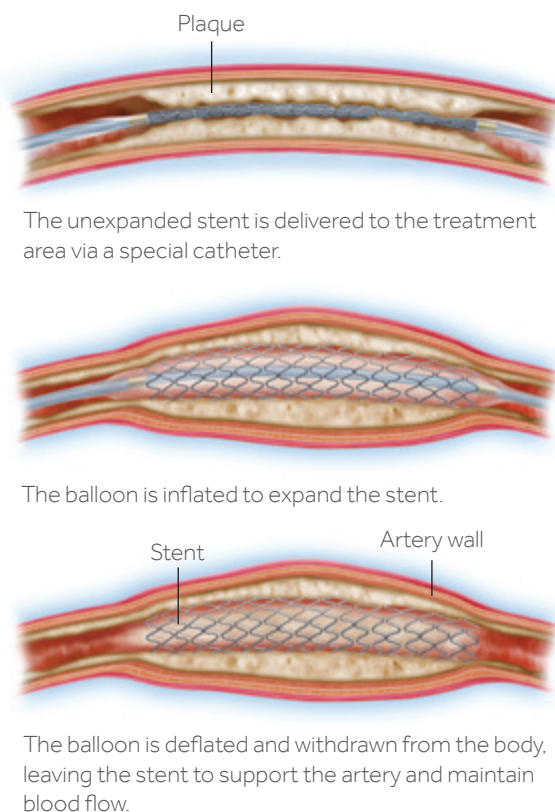 Plaque
The unexpanded stent is delivered to the treatment
area via a special catheter.
The balloon is inflated to expand the stent.
Stent
Artery wall
The balloon is deflated and withdrawn from the body,
leaving the stent to support the artery and maintain
blood flow.